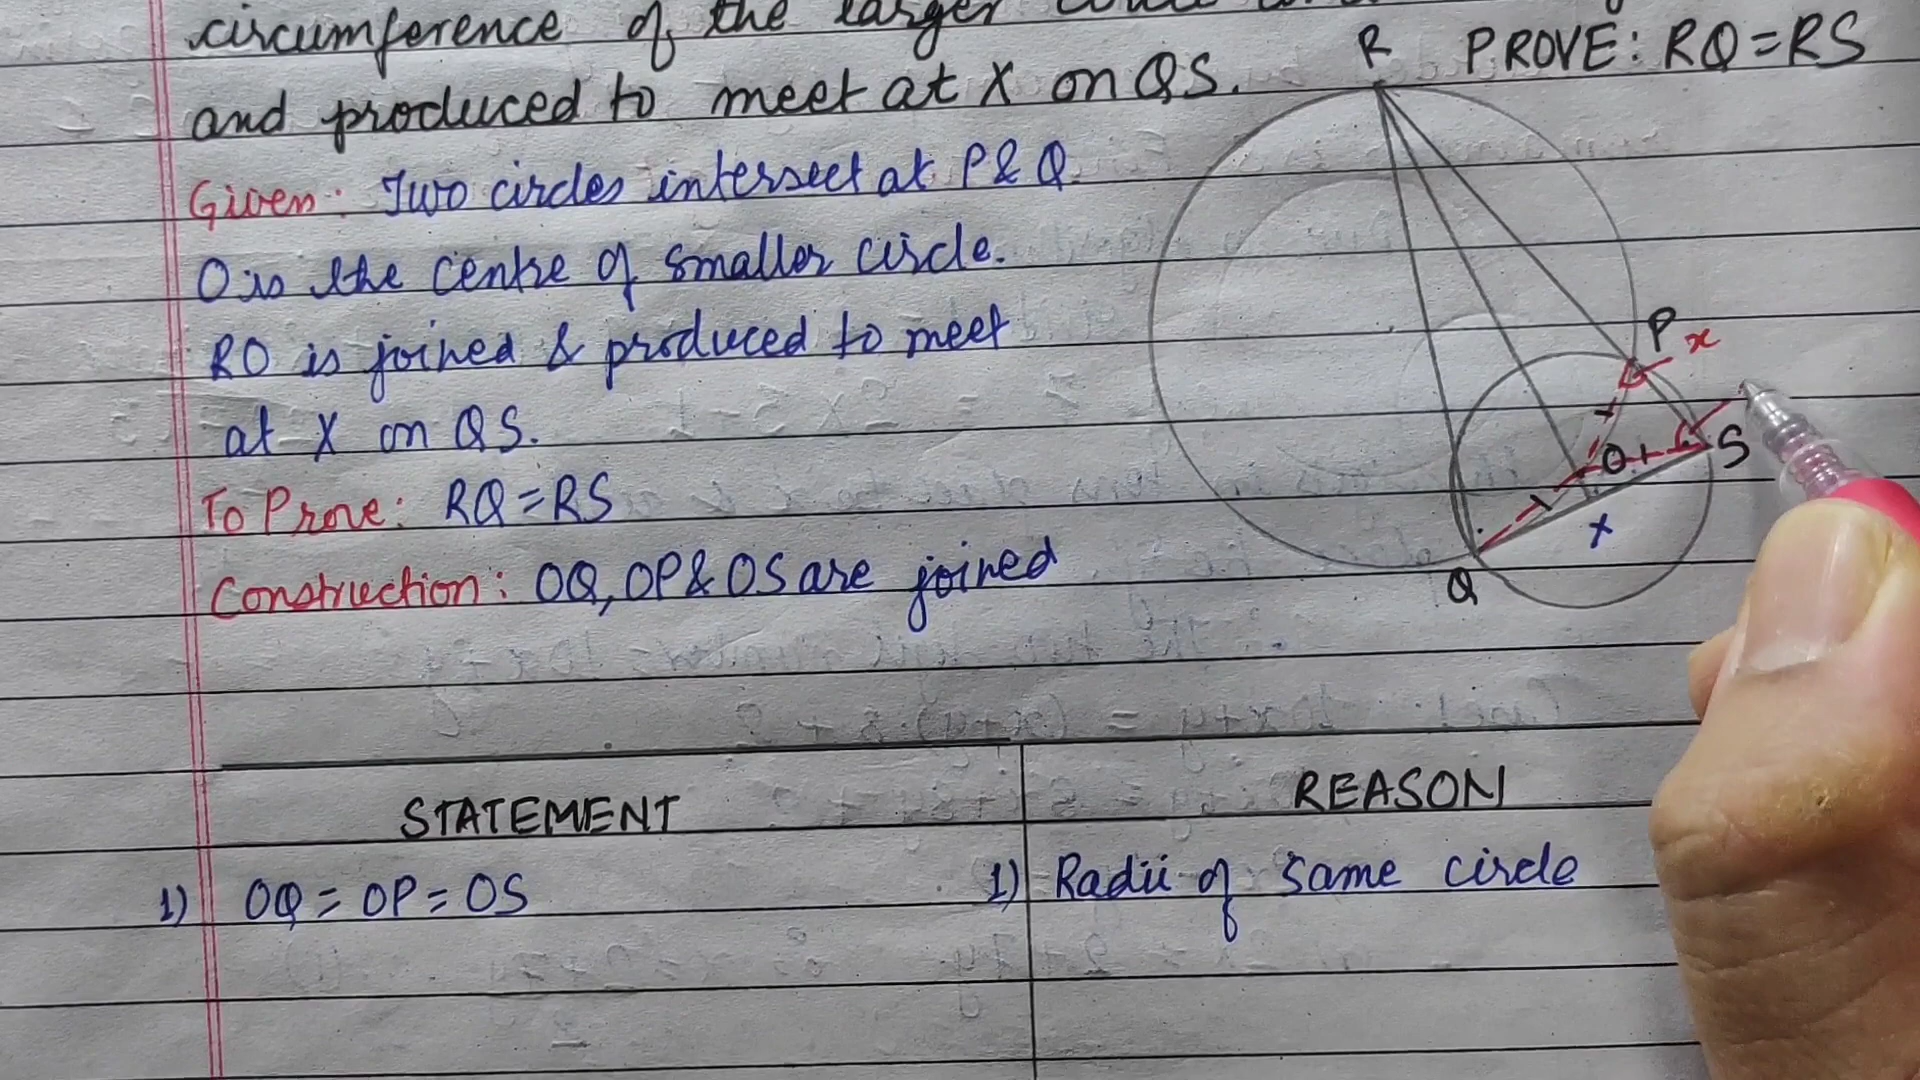 circumference of the larger
and produced to meet at X on QS.
R PROVE: RQ=RS
Given: Two circles intersect at P & Q
O is the centre of smaller circle.
RO is joined & produced to meet
at X on QS.
To Prove: RQ=RS
Construction: OQ, OP & OS are joined
P x
O S
X
Q
STATEMENT REASON
1) OQ = OP = OS 1) Radii of same circle